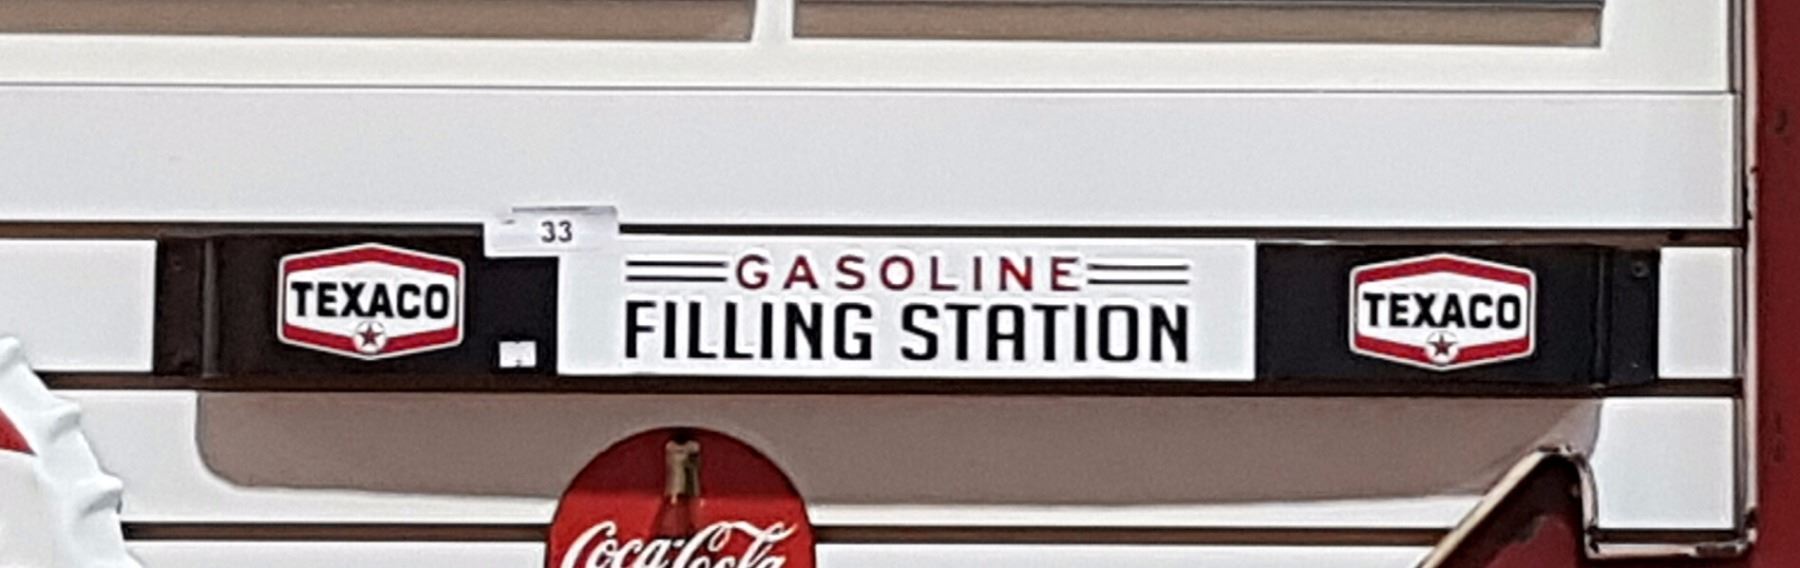 33
TEXACO
GASOLINE
FILLING STATION
TEXACO
Coca-Cola